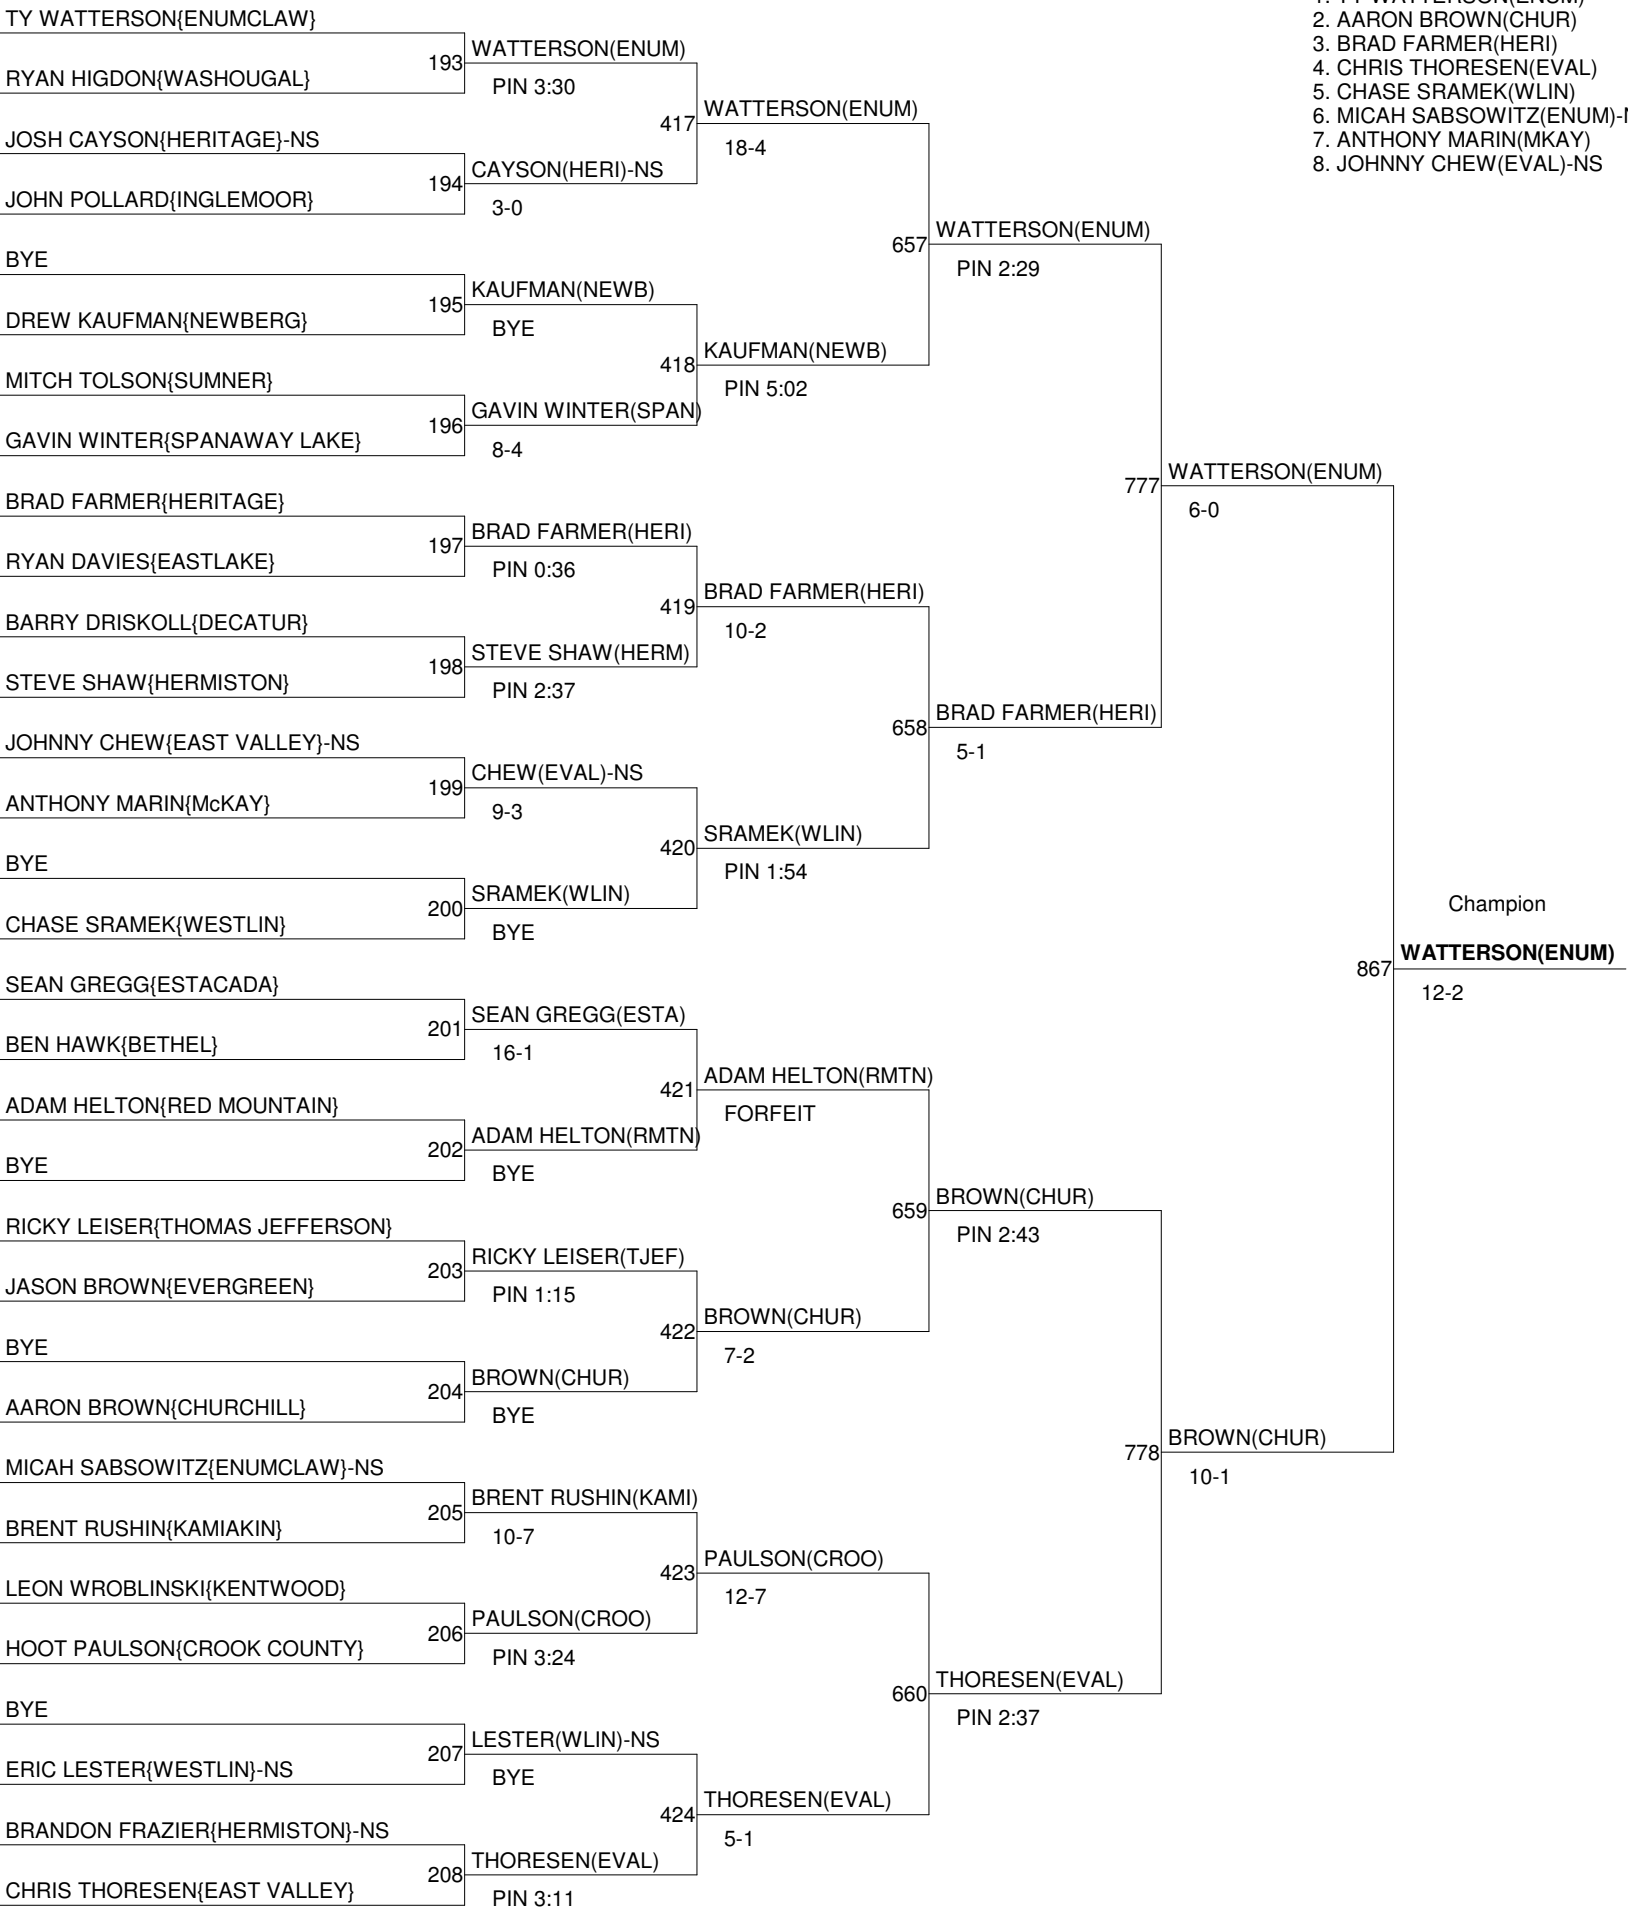 TY WATTERSON{ENUMCLAW}
193
RYAN HIGDON{WASHOUGAL}
JOSH CAYSON{HERITAGE}-NS
194
JOHN POLLARD{INGLEMOOR}
BYE
195
DREW KAUFMAN{NEWBERG}
MITCH TOLSON{SUMNER}
196
GAVIN WINTER{SPANAWAY LAKE}
BRAD FARMER{HERITAGE}
197
RYAN DAVIES{EASTLAKE}
BARRY DRISKOLL{DECATUR}
198
STEVE SHAW{HERMISTON}
JOHNNY CHEW{EAST VALLEY}-NS
199
ANTHONY MARIN{McKAY}
BYE
200
CHASE SRAMEK{WESTLIN}
SEAN GREGG{ESTACADA}
201
BEN HAWK{BETHEL}
ADAM HELTON{RED MOUNTAIN}
202
BYE
RICKY LEISER{THOMAS JEFFERSON}
203
JASON BROWN{EVERGREEN}
BYE
204
AARON BROWN{CHURCHILL}
MICAH SABSOWITZ{ENUMCLAW}-NS
205
BRENT RUSHIN{KAMIAKIN}
LEON WROBLINSKI{KENTWOOD}
206
HOOT PAULSON{CROOK COUNTY}
BYE
207
ERIC LESTER{WESTLIN}-NS
BRANDON FRAZIER{HERMISTON}-NS
208
CHRIS THORESEN{EAST VALLEY}
WATTERSON(ENUM)
PIN 3:30
417
CAYSON(HERI)-NS
3-0
KAUFMAN(NEWB)
BYE
418
GAVIN WINTER(SPAN)
8-4
BRAD FARMER(HERI)
PIN 0:36
419
STEVE SHAW(HERM)
PIN 2:37
CHEW(EVAL)-NS
9-3
420
SRAMEK(WLIN)
BYE
SEAN GREGG(ESTA)
16-1
421
ADAM HELTON(RMTN)
BYE
RICKY LEISER(TJEF)
PIN 1:15
422
BROWN(CHUR)
BYE
BRENT RUSHIN(KAMI)
10-7
423
PAULSON(CROO)
PIN 3:24
LESTER(WLIN)-NS
BYE
424
THORESEN(EVAL)
PIN 3:11
WATTERSON(ENUM)
18-4
657
KAUFMAN(NEWB)
PIN 5:02
BRAD FARMER(HERI)
10-2
658
SRAMEK(WLIN)
PIN 1:54
ADAM HELTON(RMTN)
FORFEIT
659
BROWN(CHUR)
7-2
PAULSON(CROO)
12-7
660
THORESEN(EVAL)
5-1
WATTERSON(ENUM)
PIN 2:29
777
BRAD FARMER(HERI)
5-1
BROWN(CHUR)
PIN 2:43
778
THORESEN(EVAL)
PIN 2:37
WATTERSON(ENUM)
6-0
867
BROWN(CHUR)
10-1
Champion
WATTERSON(ENUM)
12-2
1. TY WATTERSON(ENUM)
2. AARON BROWN(CHUR)
3. BRAD FARMER(HERI)
4. CHRIS THORESEN(EVAL)
5. CHASE SRAMEK(WLIN)
6. MICAH SABSOWITZ(ENUM)-N
7. ANTHONY MARIN(MKAY)
8. JOHNNY CHEW(EVAL)-NS